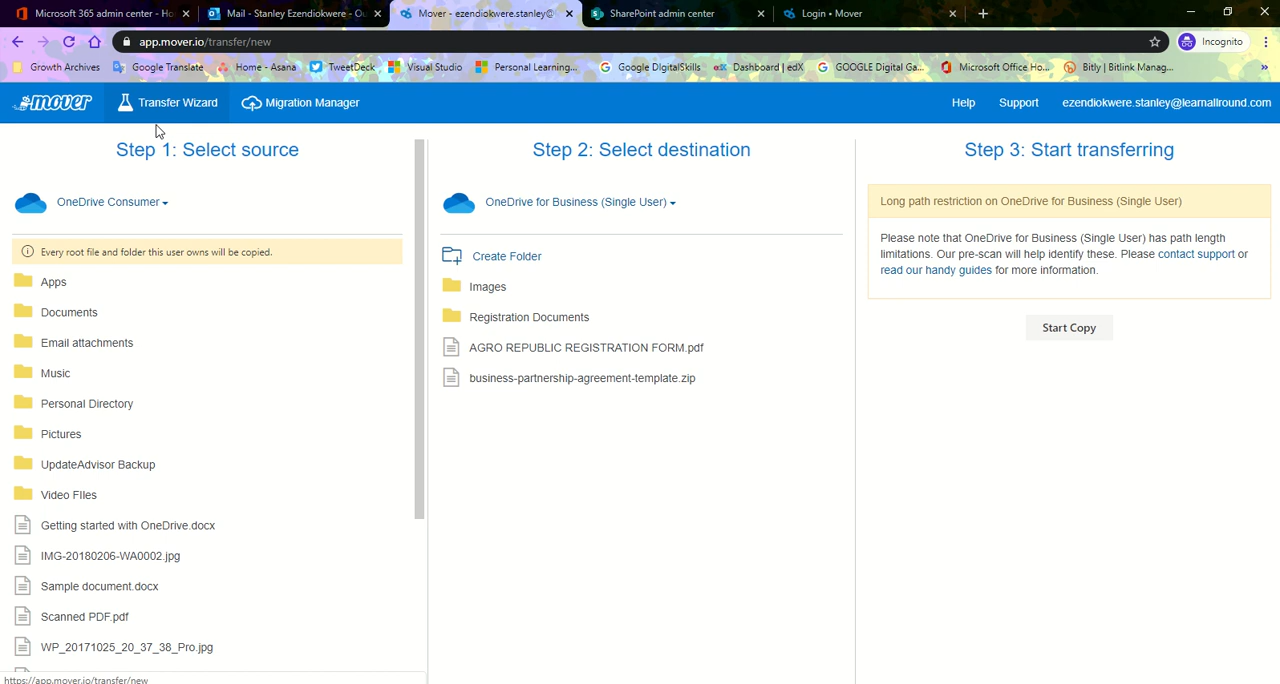 Microsoft 365 admin center - Ho
Mail - Stanley Ezendiokwere - Ou
Mover - ezendiokwere.stanley@
SharePoint admin center
Login • Mover
app.mover.io/transfer/new
Incognito
Growth Archives
Google Translate
Home - Asana
TweetDeck
Visual Studio
Personal Learning...
Google DigitalSkills
Dashboard | edX
GOOGLE Digital Ga...
Microsoft Office Ho...
Bitly | Bitlink Manag...
mover
Transfer Wizard
Migration Manager
Help
Support
ezendiokwere.stanley@learnallround.com
Step 1: Select source
OneDrive Consumer
Every root file and folder this user owns will be copied.
Apps
Documents
Email attachments
Music
Personal Directory
Pictures
UpdateAdvisor Backup
Video FIles
Getting started with OneDrive.docx
IMG-20180206-WA0002.jpg
Sample document.docx
Scanned PDF.pdf
WP_20171025_20_37_38_Pro.jpg
https://app.mover.io/transfer/new
Step 2: Select destination
OneDrive for Business (Single User)
Create Folder
Images
Registration Documents
AGRO REPUBLIC REGISTRATION FORM.pdf
business-partnership-agreement-template.zip
Step 3: Start transferring
Long path restriction on OneDrive for Business (Single User)
Please note that OneDrive for Business (Single User) has path length
limitations. Our pre-scan will help identify these. Please contact support or
read our handy guides for more information.
Start Copy